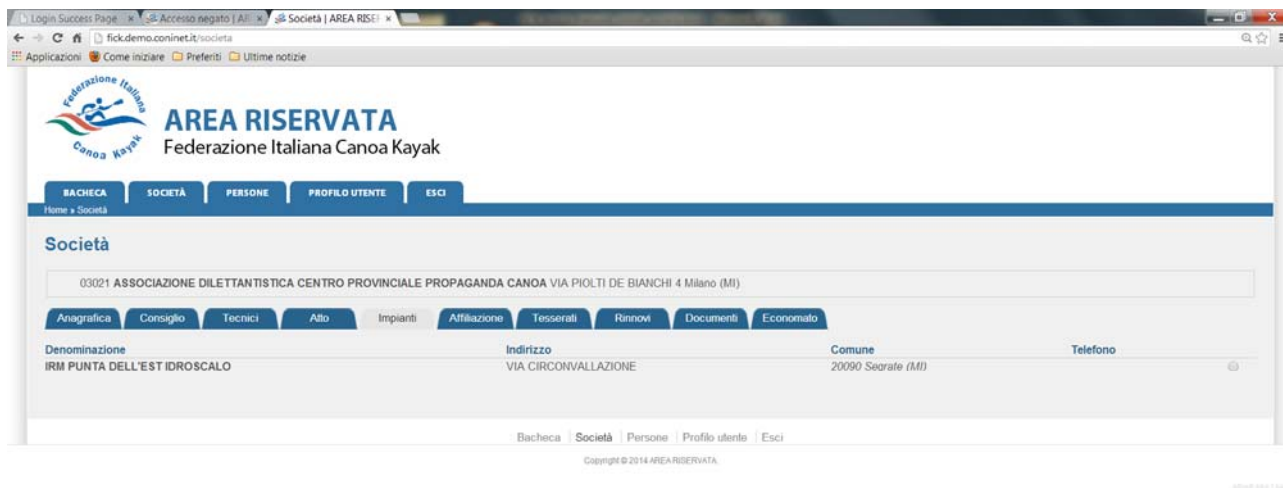 Login Success Page
Accesso negato | AR
Società | AREA RISER
fick.demo.coninet.it/societa
Applicazioni Come iniziare Preferiti Ultime notizie
Federazione Italiana
Canoa Kayak
AREA RISERVATA
Federazione Italiana Canoa Kayak
BACHECA SOCIETÀ PERSONE PROFILO UTENTE ESCI
Home » Società
Società
03021 ASSOCIAZIONE DILETTANTISTICA CENTRO PROVINCIALE PROPAGANDA CANOA VIA PIOLTI DE BIANCHI 4 Milano (MI)
Anagrafica Consiglio Tecnici Atto Impianti Affiliazione Tesserati Rinnovi Documenti Economato
Denominazione Indirizzo Comune Telefono
IRM PUNTA DELL'EST IDROSCALO VIA CIRCONVALLAZIONE 20090 Segrate (MI)
Bacheca Società Persone Profilo utente Esci
Copyright © 2014 AREA RISERVATA.